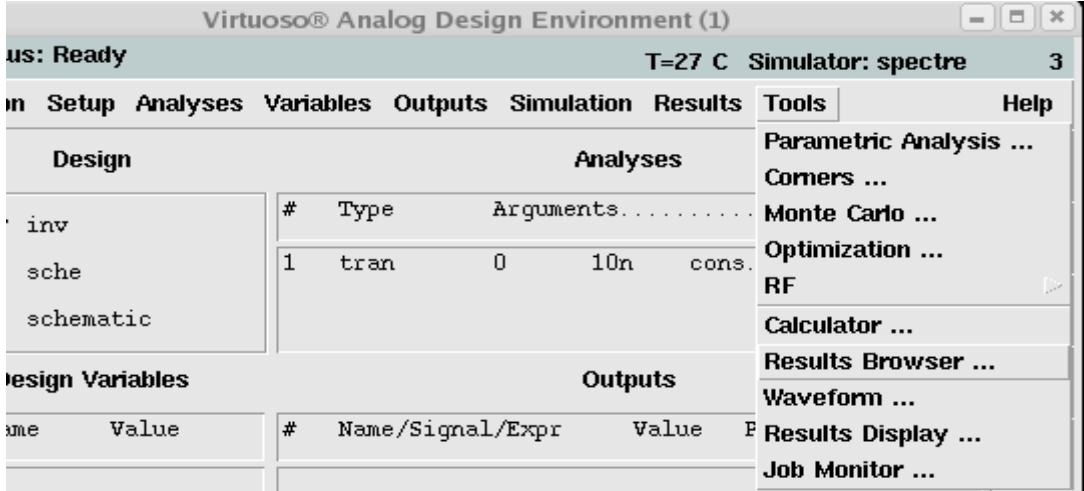 Virtuoso® Analog Design Environment (1)
us: Ready T=27 C Simulator: spectre 3
on Setup Analyses Variables Outputs Simulation Results Tools Help
Design Analyses
Parametric Analysis ...
Corners ...
# Type Arguments..........
Monte Carlo ...
inv
Optimization ...
1 tran 0 10n cons.
sche
RF
schematic
Calculator ...
Results Browser ...
Design Variables Outputs
Waveform ...
ame Value # Name/Signal/Expr Value P
Results Display ...
Job Monitor ...